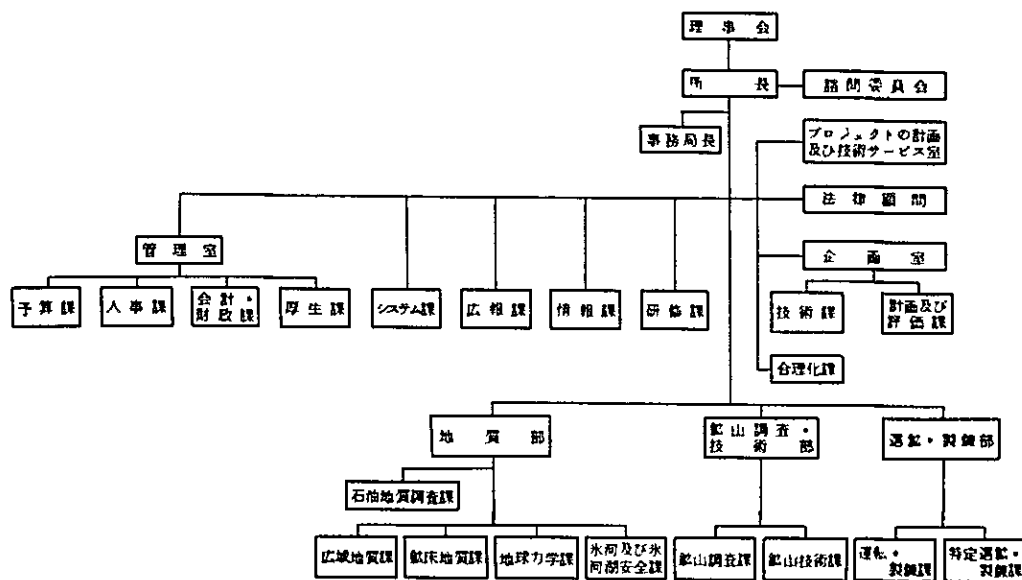 理事会
所長
諮問委員会
事務局長
プロジェクトの計画
及び技術サービス室
法律顧問
管理室
企画室
予算課
人事課
会計・
財政課
厚生課
システム課
広報課
情報課
研修課
技術課
計画及び
評価課
合理化課
地質部
鉱山調査・
技術部
選鉱・製錬部
石油地質調査課
広域地質課
鉱床地質課
地球力学課
氷河及び氷
河湖安全課
鉱山調査課
鉱山技術課
運転・
製錬課
特定選鉱・
製錬課